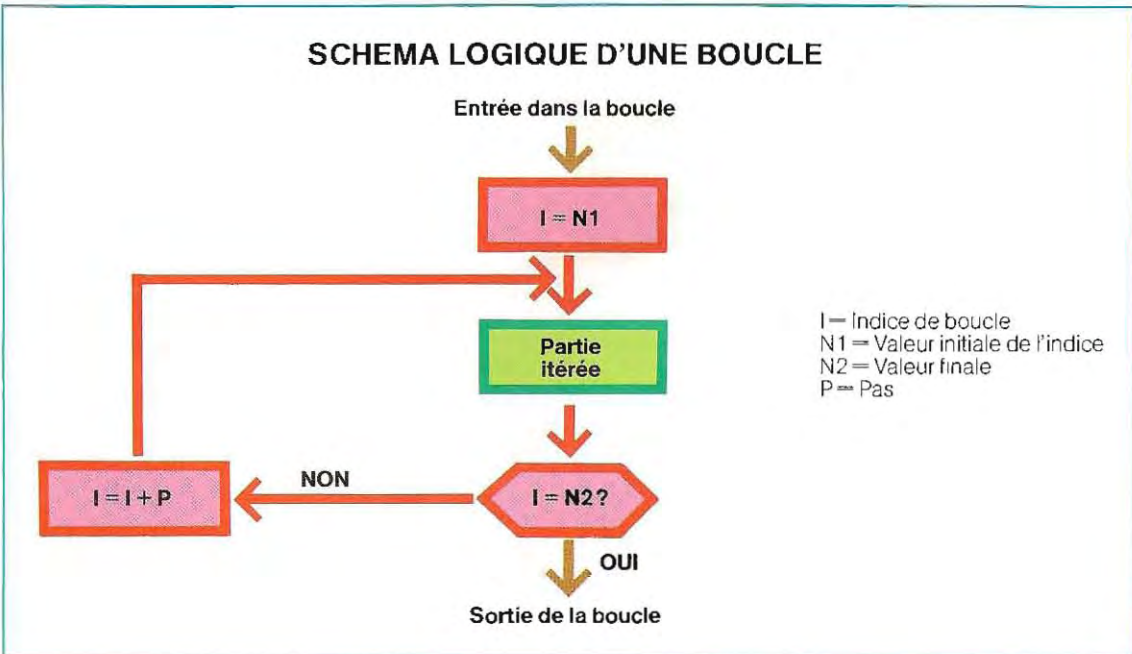 SCHEMA LOGIQUE D'UNE BOUCLE
Entrée dans la boucle
I = N1
Partie
itérée
I = Indice de boucle
N1 = Valeur initiale de l'indice
N2 = Valeur finale
P = Pas
NON
I = I + P
I = N2?
OUI
Sortie de la boucle